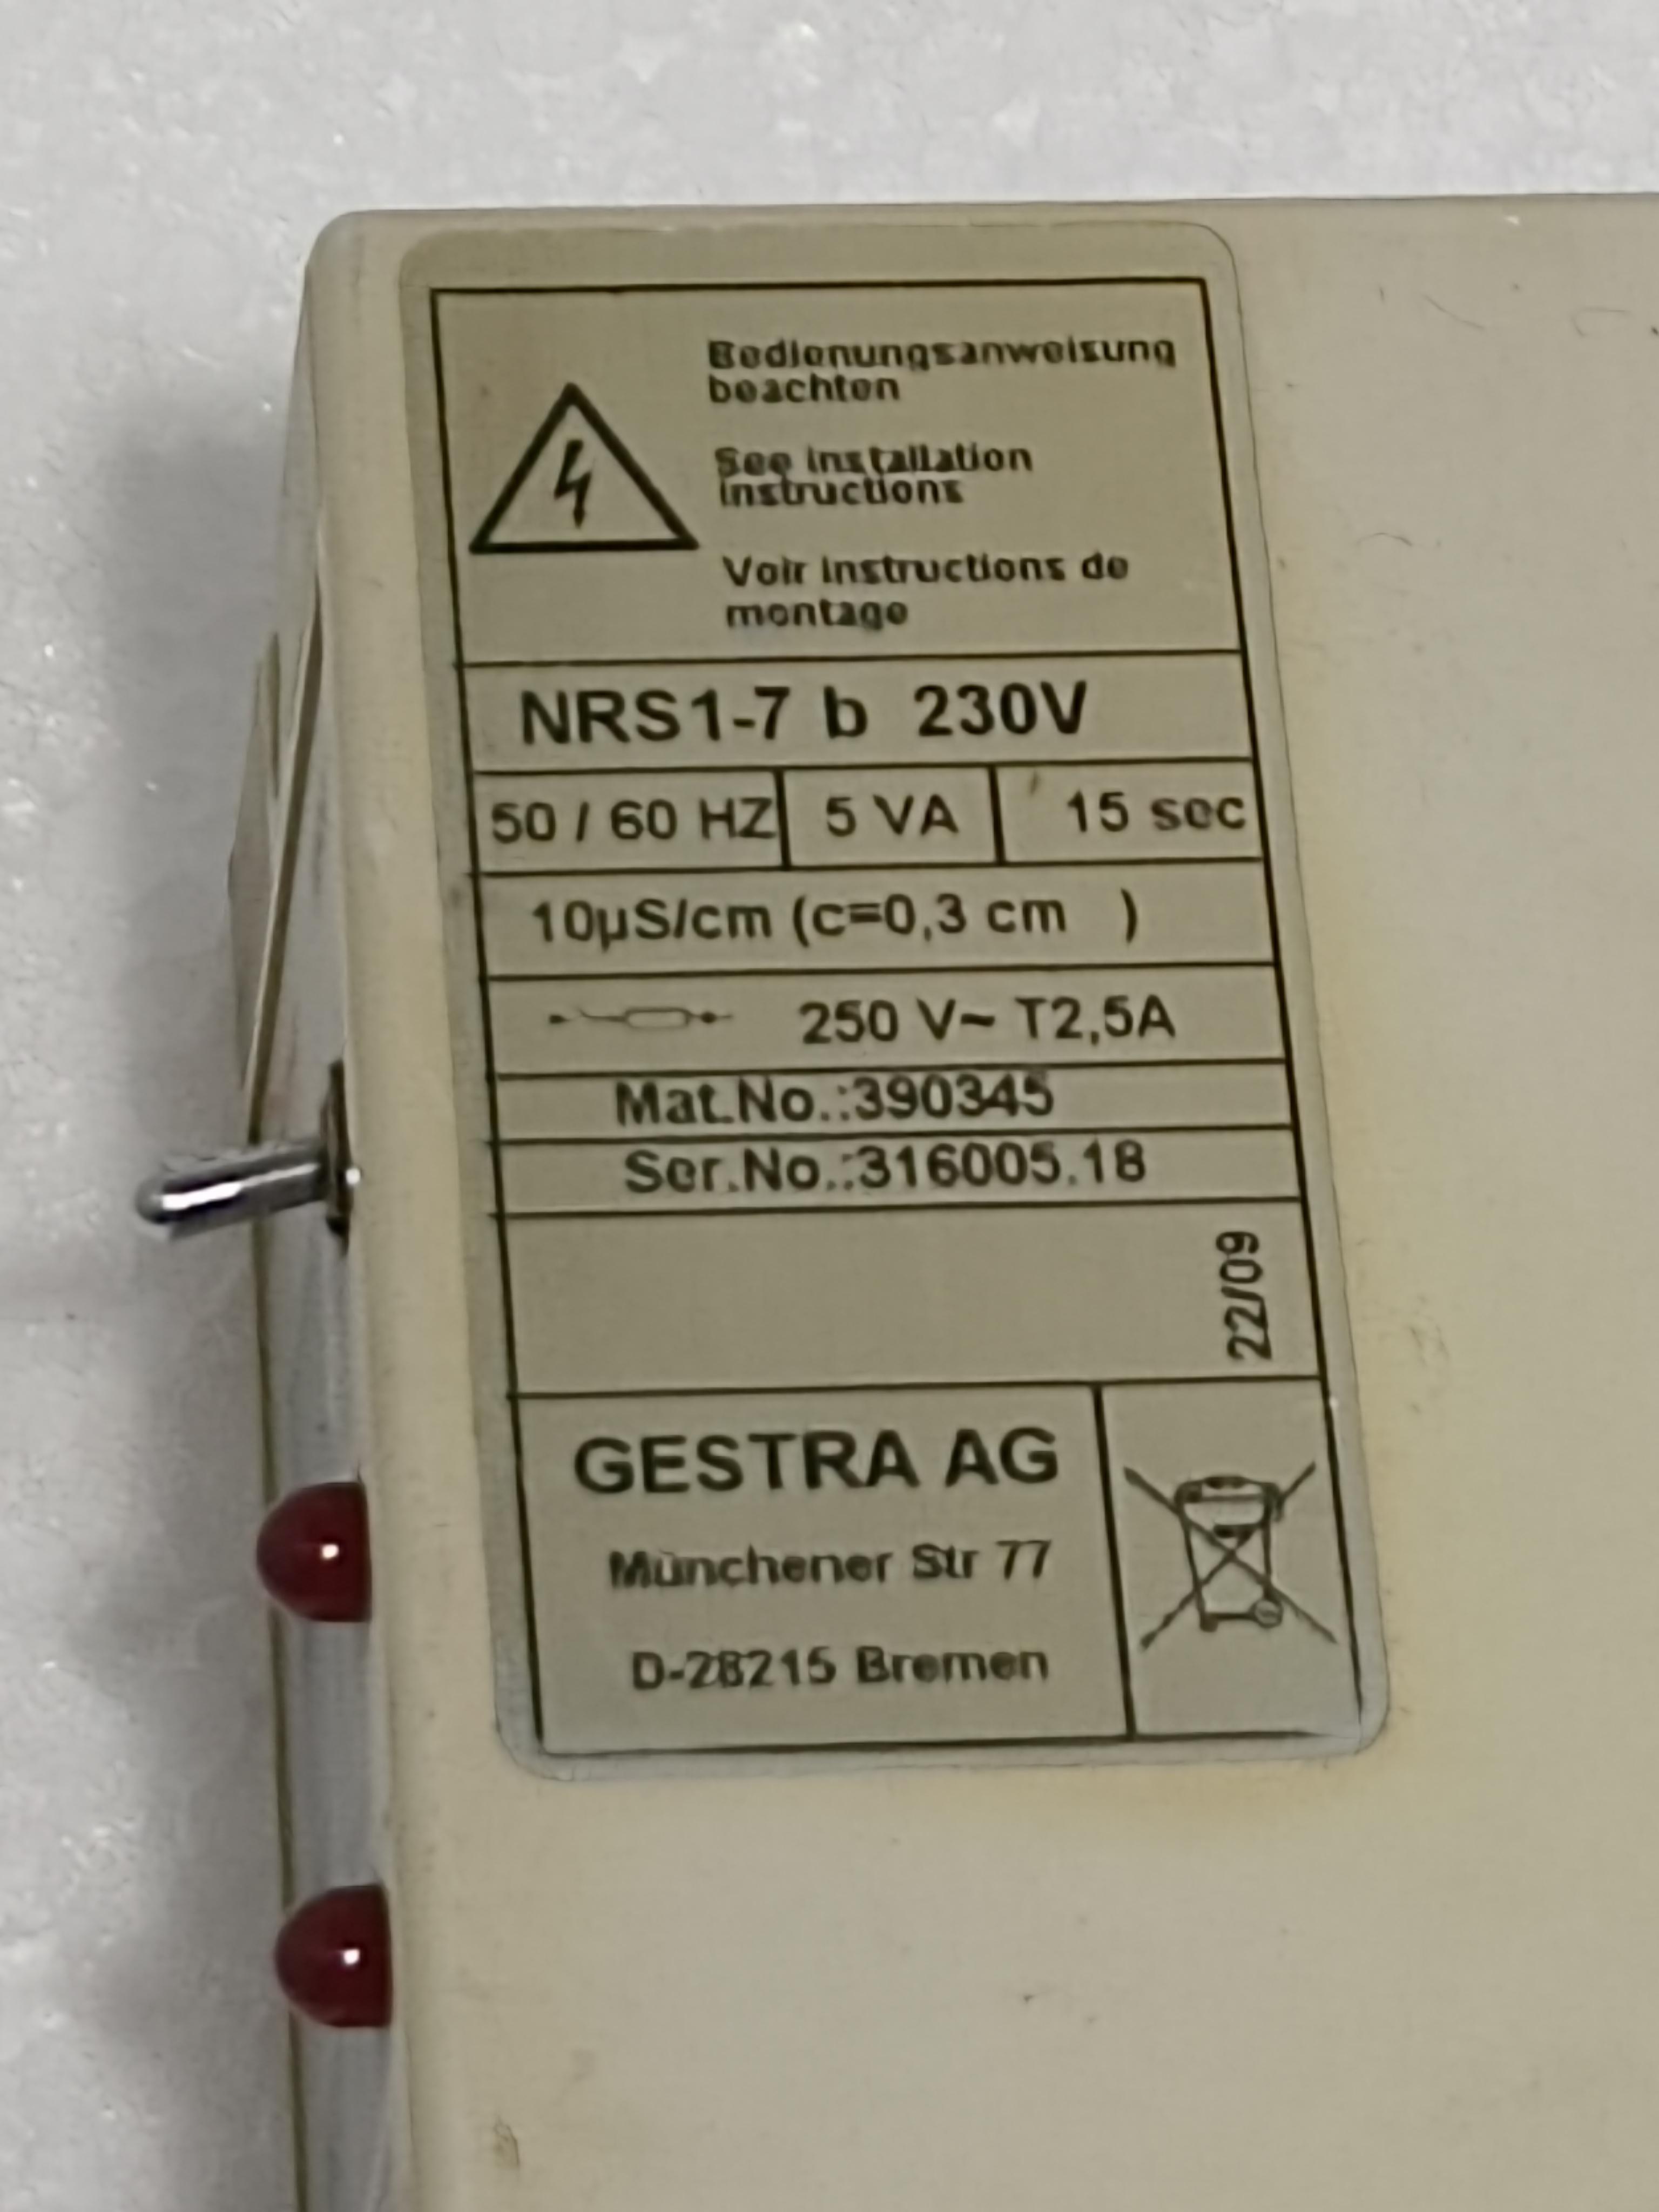 Bedienungsanweisung
beachten
See installation
instructions
Voir instructions de
montage
NRS1-7 b 230V
50 / 60 HZ 5 VA 15 sec
10µS/cm (c=0,3 cm )
250 V~ T2,5A
Mat.No.:390345
Ser.No.:316005.18
22/09
GESTRA AG
Münchener Str 77
D-28215 Bremen